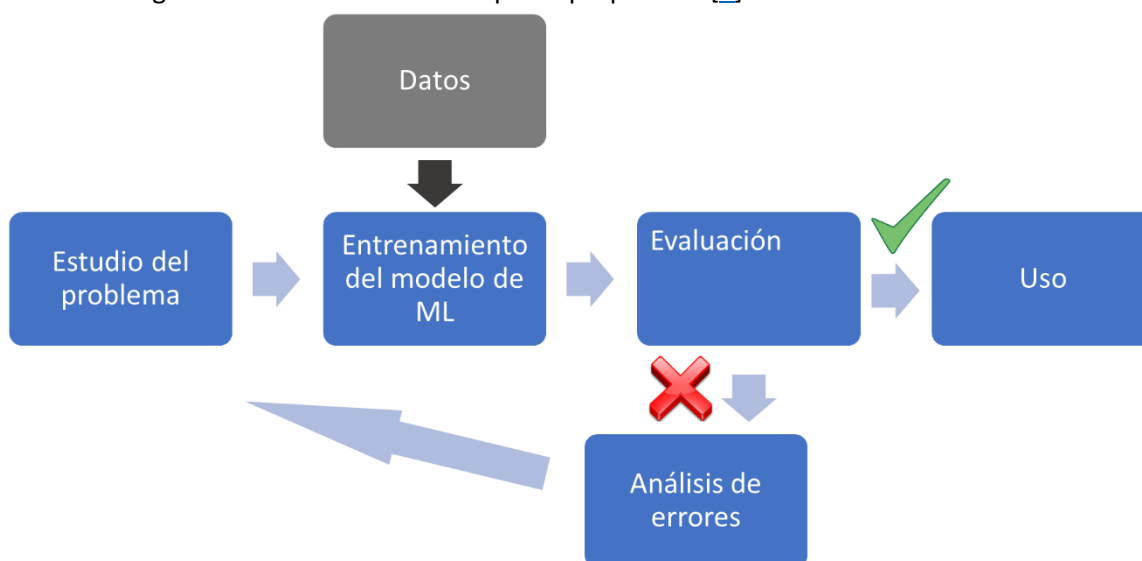 Datos
Estudio del
problema
Entrenamiento
del modelo de
ML
Evaluación
Uso
Análisis de
errores